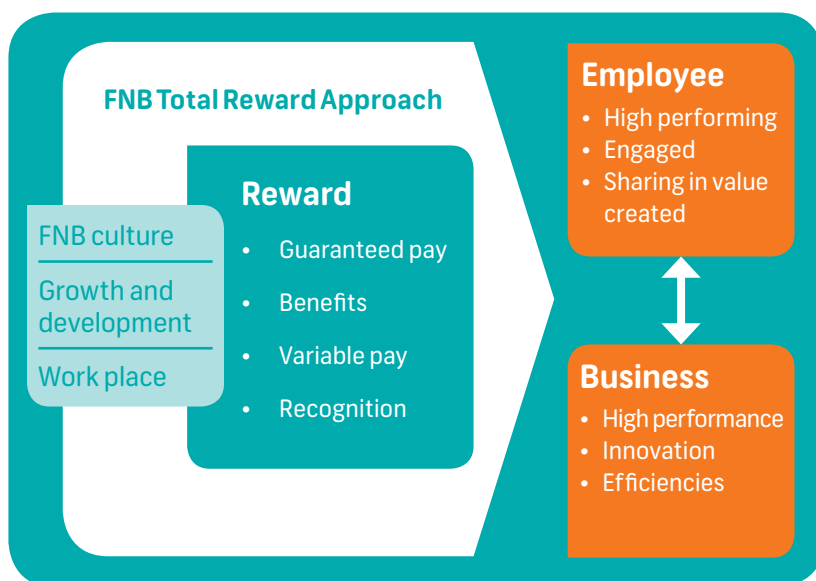 FNB Total Reward Approach
FNB culture
Growth and
development
Work place
Reward
• Guaranteed pay
• Benefits
• Variable pay
• Recognition
Employee
• High performing
• Engaged
• Sharing in value
created
Business
• High performance
• Innovation
• Efficiencies